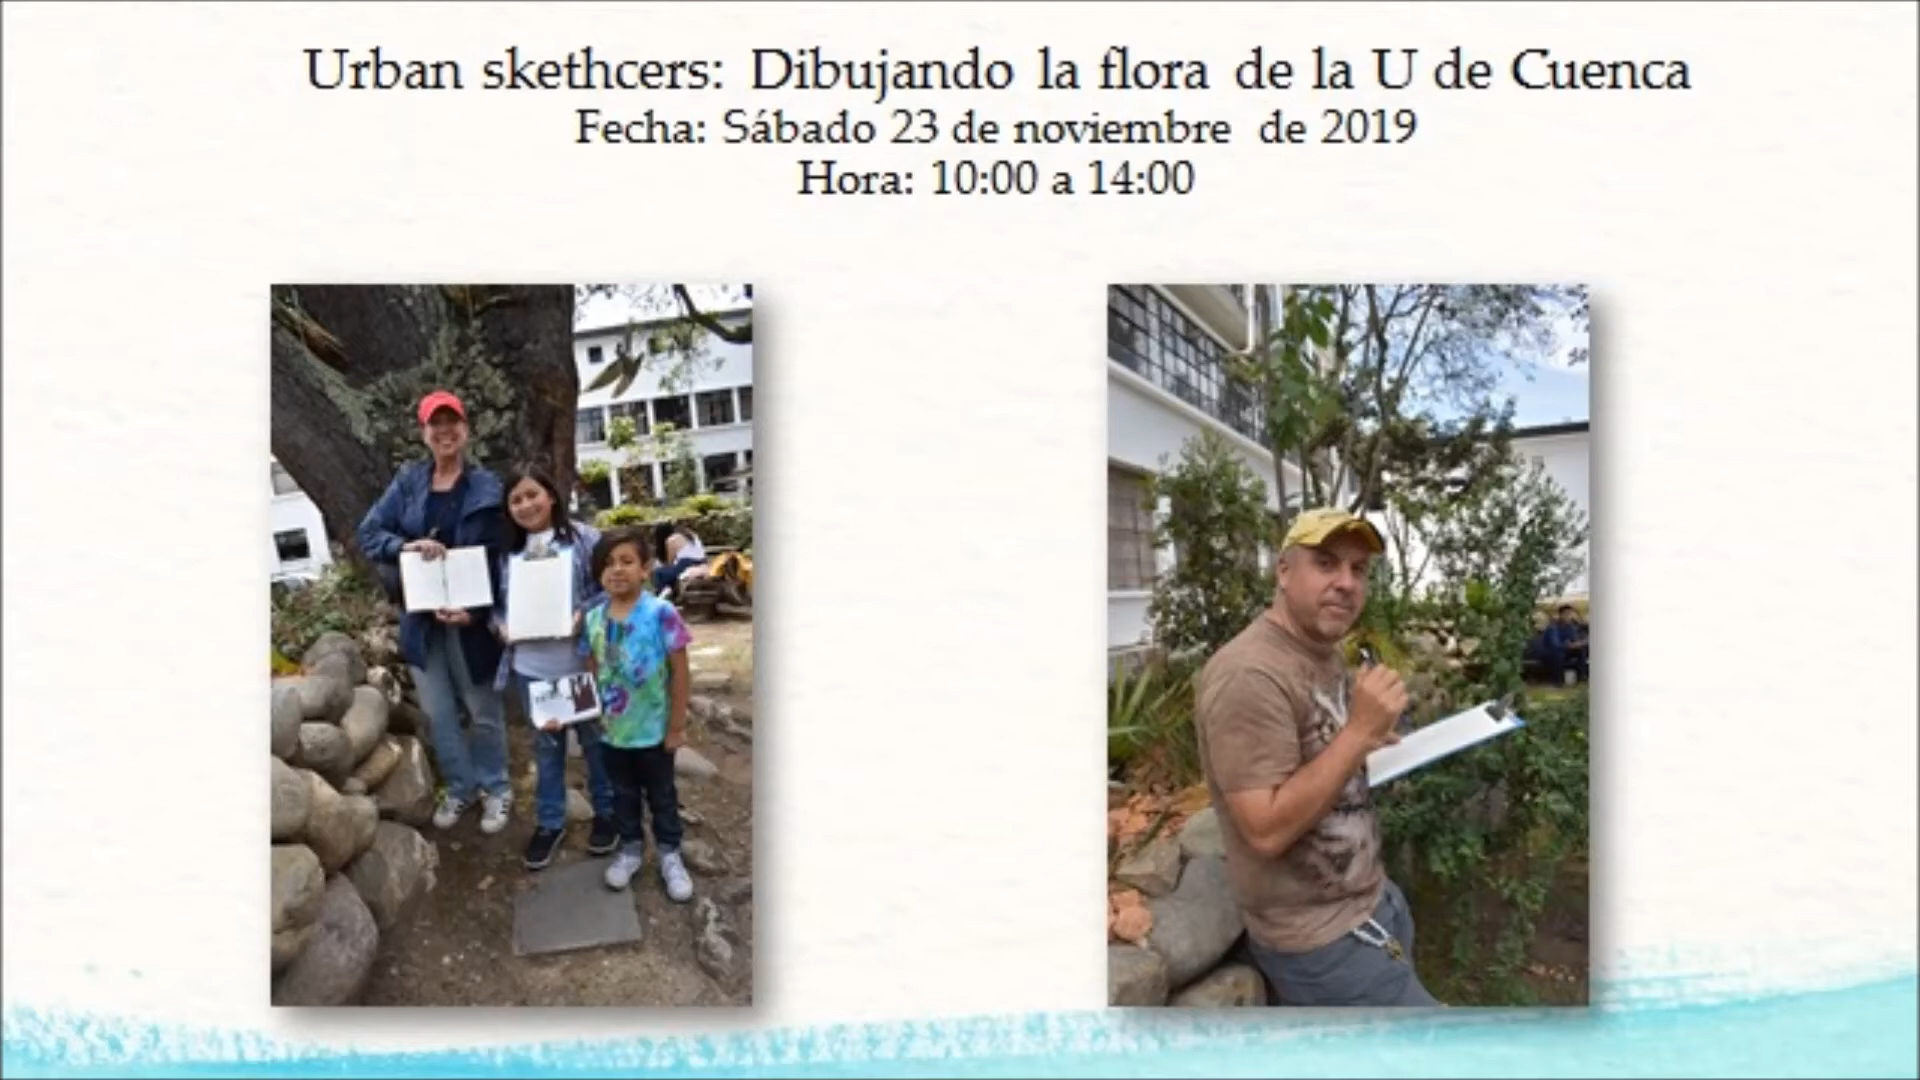 Urban skethcers: Dibujando la flora de la U de Cuenca
Fecha: Sábado 23 de noviembre de 2019
Hora: 10:00 a 14:00